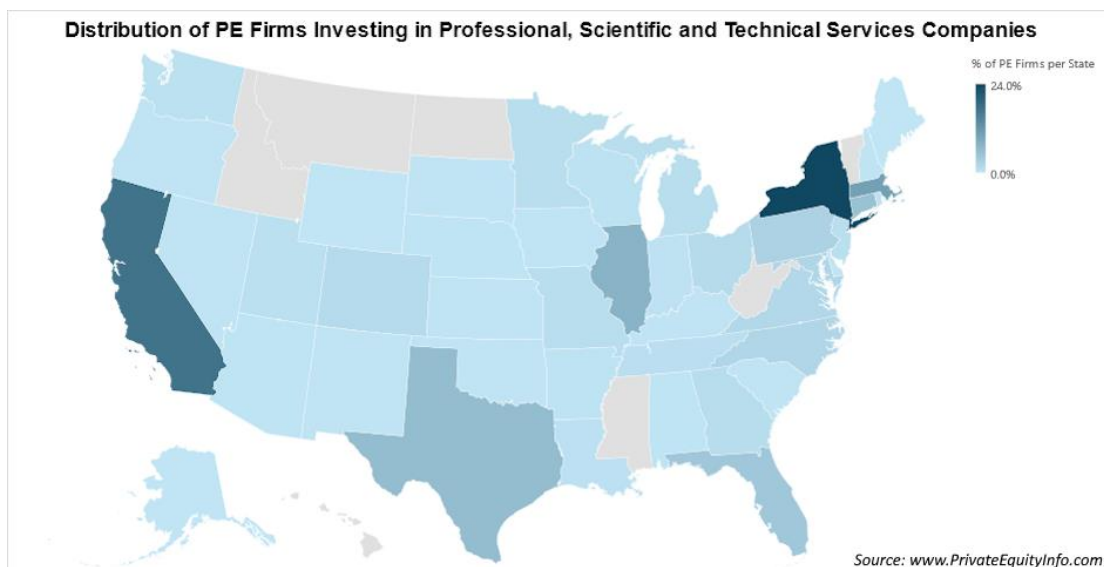 Distribution of PE Firms Investing in Professional, Scientific and Technical Services Companies
% of PE Firms per State
24.0%
0.0%
Source: www.PrivateEquityInfo.com